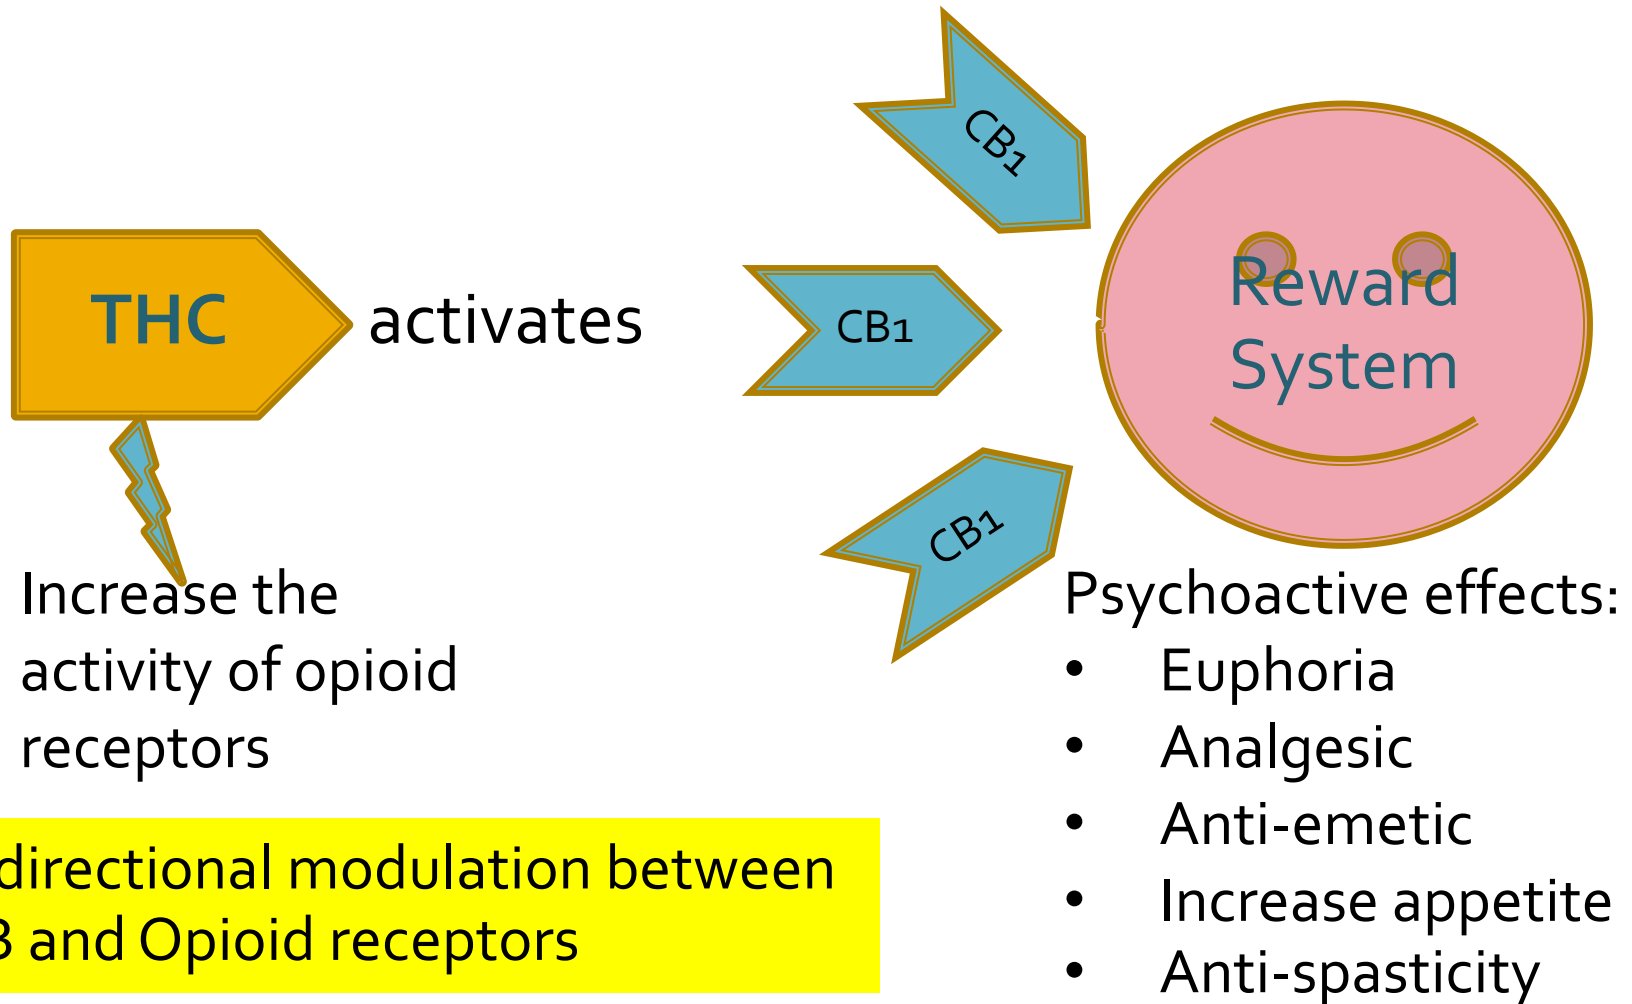 CB1
THC
activates
CB1
Reward
System
CB1
Increase the
activity of opioid
receptors
directional modulation between
and Opioid receptors
Psychoactive effects:
• Euphoria
• Analgesic
• Anti-emetic
• Increase appetite
• Anti-spasticity